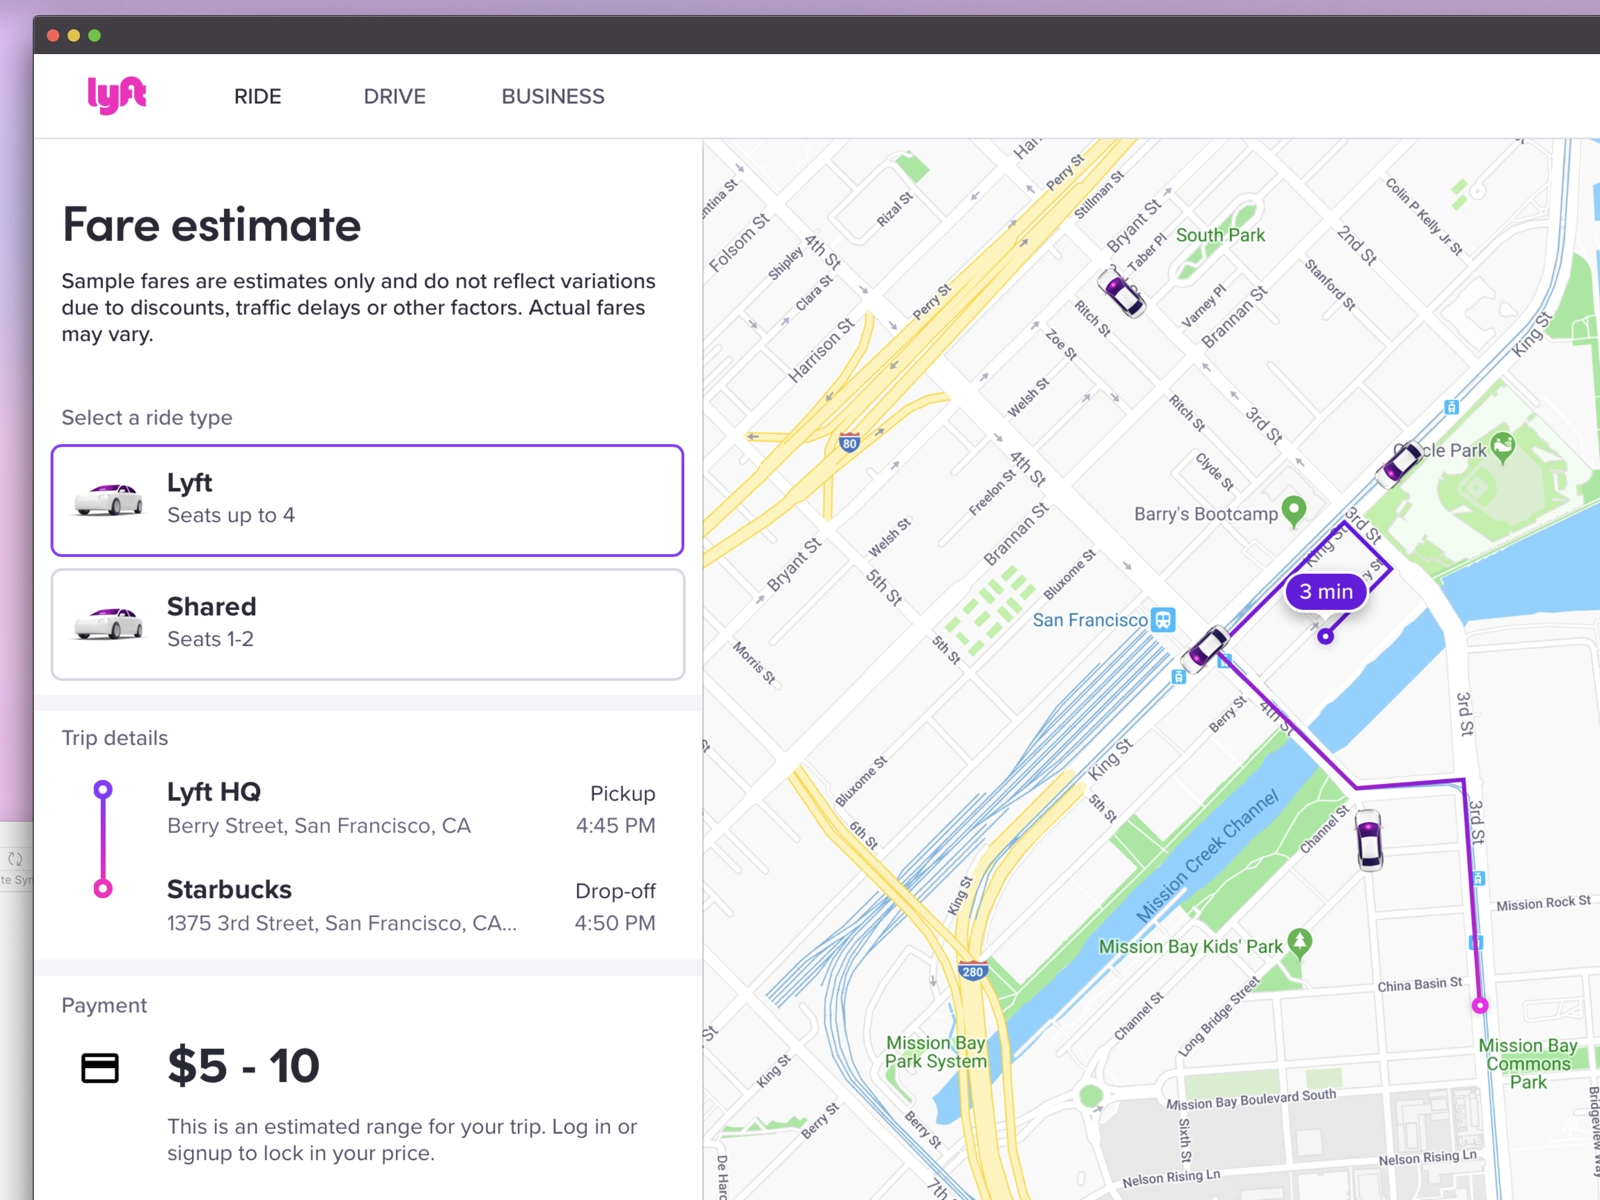 lyft
RIDE
DRIVE
BUSINESS
Fare estimate
Sample fares are estimates only and do not reflect variations
due to discounts, traffic delays or other factors. Actual fares
may vary.
Select a ride type
Lyft
Seats up to 4
Shared
Seats 1-2
Trip details
Lyft HQ
Pickup
Berry Street, San Francisco, CA
4:45 PM
Starbucks
Drop-off
1375 3rd Street, San Francisco, CA...
4:50 PM
Payment
$5 - 10
This is an estimated range for your trip. Log in or
signup to lock in your price.
Perry St
Stillman St
Rizal St
Folsom St
4th St
Shipley
Clara St
Bryant St
Taber Pl
South Park
Colin P Kelly Jr St
2nd St
Stanford St
Perry St
Harrison St
Ritch St
Varney Pl
Brannan St
King St
Zoe St
Welsh St
Ritch St
3rd St
80
4th St
Clyde St
Freelon St
Barry's Bootcamp
Brannan St
3rd St
King St
Welsh St
Bryant St
5th St
Bluxome St
3 min
San Francisco
5th St
Morris St
Berry St
4th St
3rd St
King St
Bluxome St
5th St
6th St
Channel St
3rd St
Mission Creek Channel
King St
Mission Rock St
Mission Bay Kids' Park
280
China Basin St
Long Bridge Street
Channel St
Mission Bay
Park System
Mission Bay
Commons
Park
King St
Mission Bay Boulevard South
Berry St
Berry St
Sixth St
Bridgeview Way
Nelson Rising Ln
Nelson Rising Ln
7th